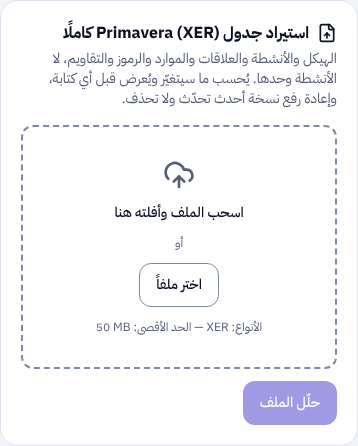 استيراد جدول Primavera (XER) كاملًا
الهيكل والأنشطة والعلاقات والموارد والرموز والتقاويم، لا
الأنشطة وحدها. يُحسب ما سيتغيّر ويُعرض قبل أي كتابة،
وإعادة رفع نسخة أحدث تحدّث ولا تحذف.
اسحب الملف وأفلته هنا
أو
اختر ملفاً
الأنواع: XER — الحد الأقصى: 50 MB
حلّل الملف